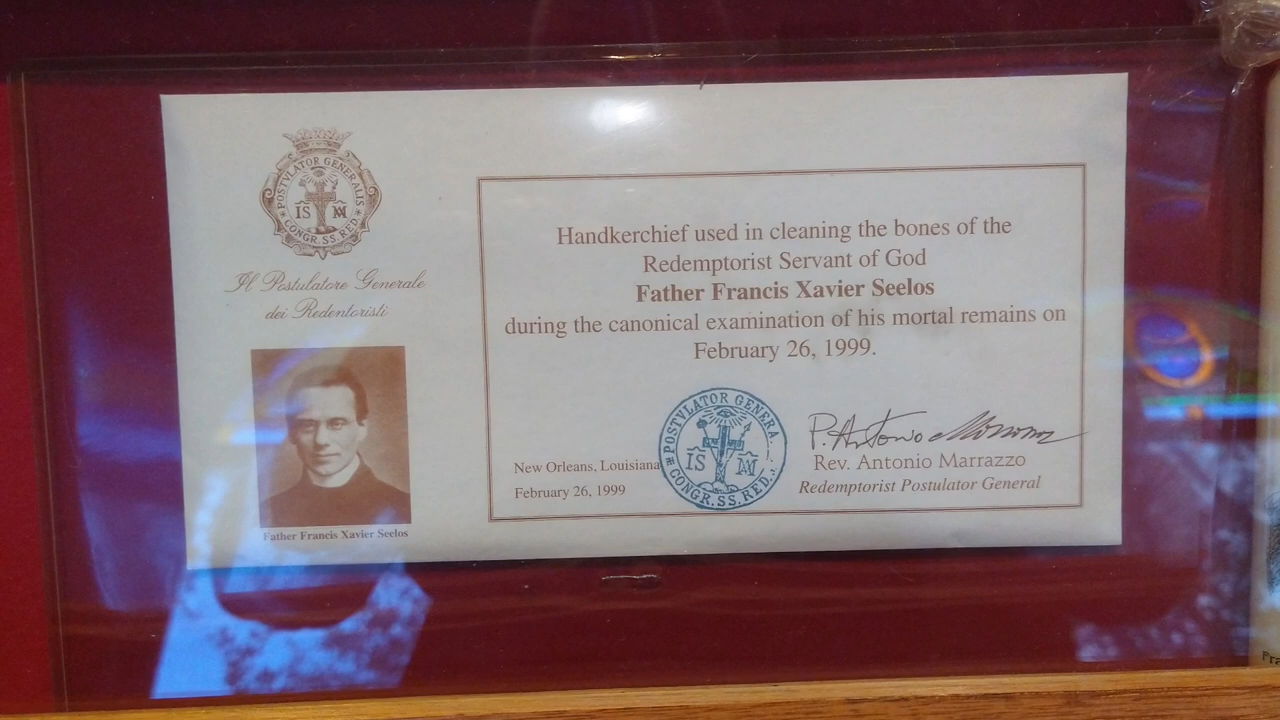 POSTVLATOR GENERALIS
IS
CONGR. SS. RED.
Il Postulatore Generale
dei Redentoristi
Father Francis Xavier Seelos
Handkerchief used in cleaning the bones of the
Redemptorist Servant of God
Father Francis Xavier Seelos
during the canonical examination of his mortal remains on
February 26, 1999.
New Orleans, Louisiana
February 26, 1999
POSTVLATOR GENERA.
IS
CONGR. SS. RED.
P. Antonio Marrazzo
Rev. Antonio Marrazzo
Redemptorist Postulator General